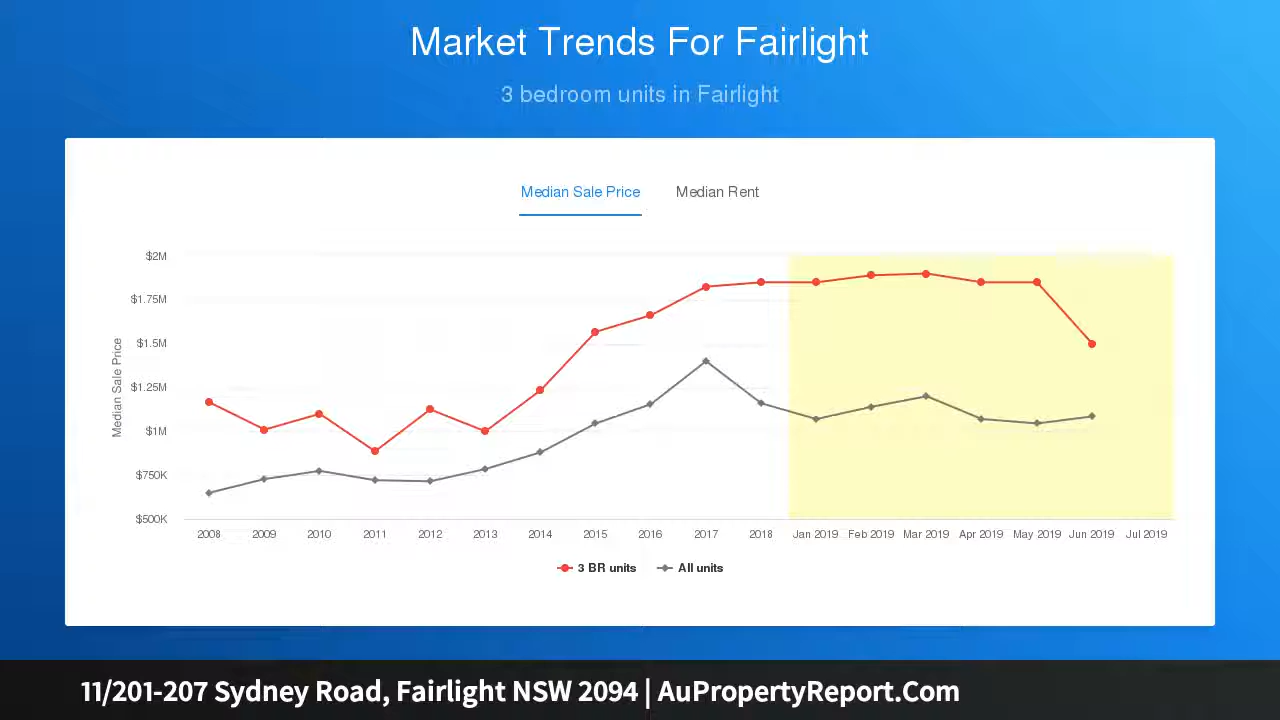 Market Trends For Fairlight
3 bedroom units in Fairlight
Median Sale Price Median Rent
$2M
$1.75M
$1.5M
$1.25M
$1M
$750K
$500K
Median Sale Price
2008 2009 2010 2011 2012 2013 2014 2015 2016 2017 2018 Jan 2019 Feb 2019 Mar 2019 Apr 2019 May 2019 Jun 2019 Jul 2019
3 BR units All units
11/201-207 Sydney Road, Fairlight NSW 2094 | AuPropertyReport.Com